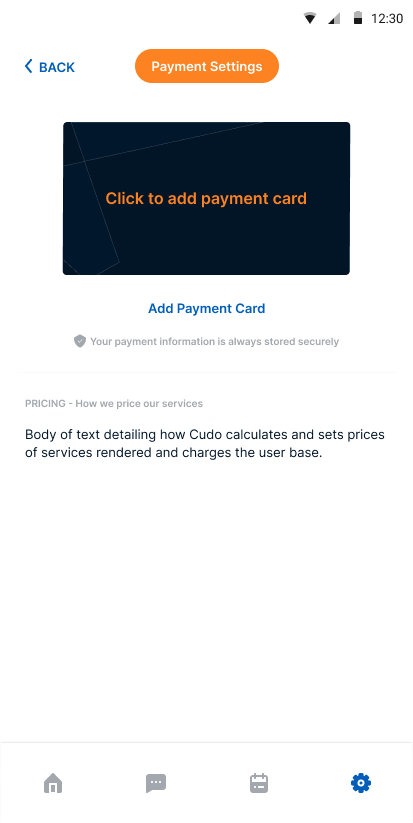 12:30
BACK
Payment Settings
Click to add payment card
Add Payment Card
Your payment information is always stored securely
PRICING - How we price our services
Body of text detailing how Cudo calculates and sets prices
of services rendered and charges the user base.